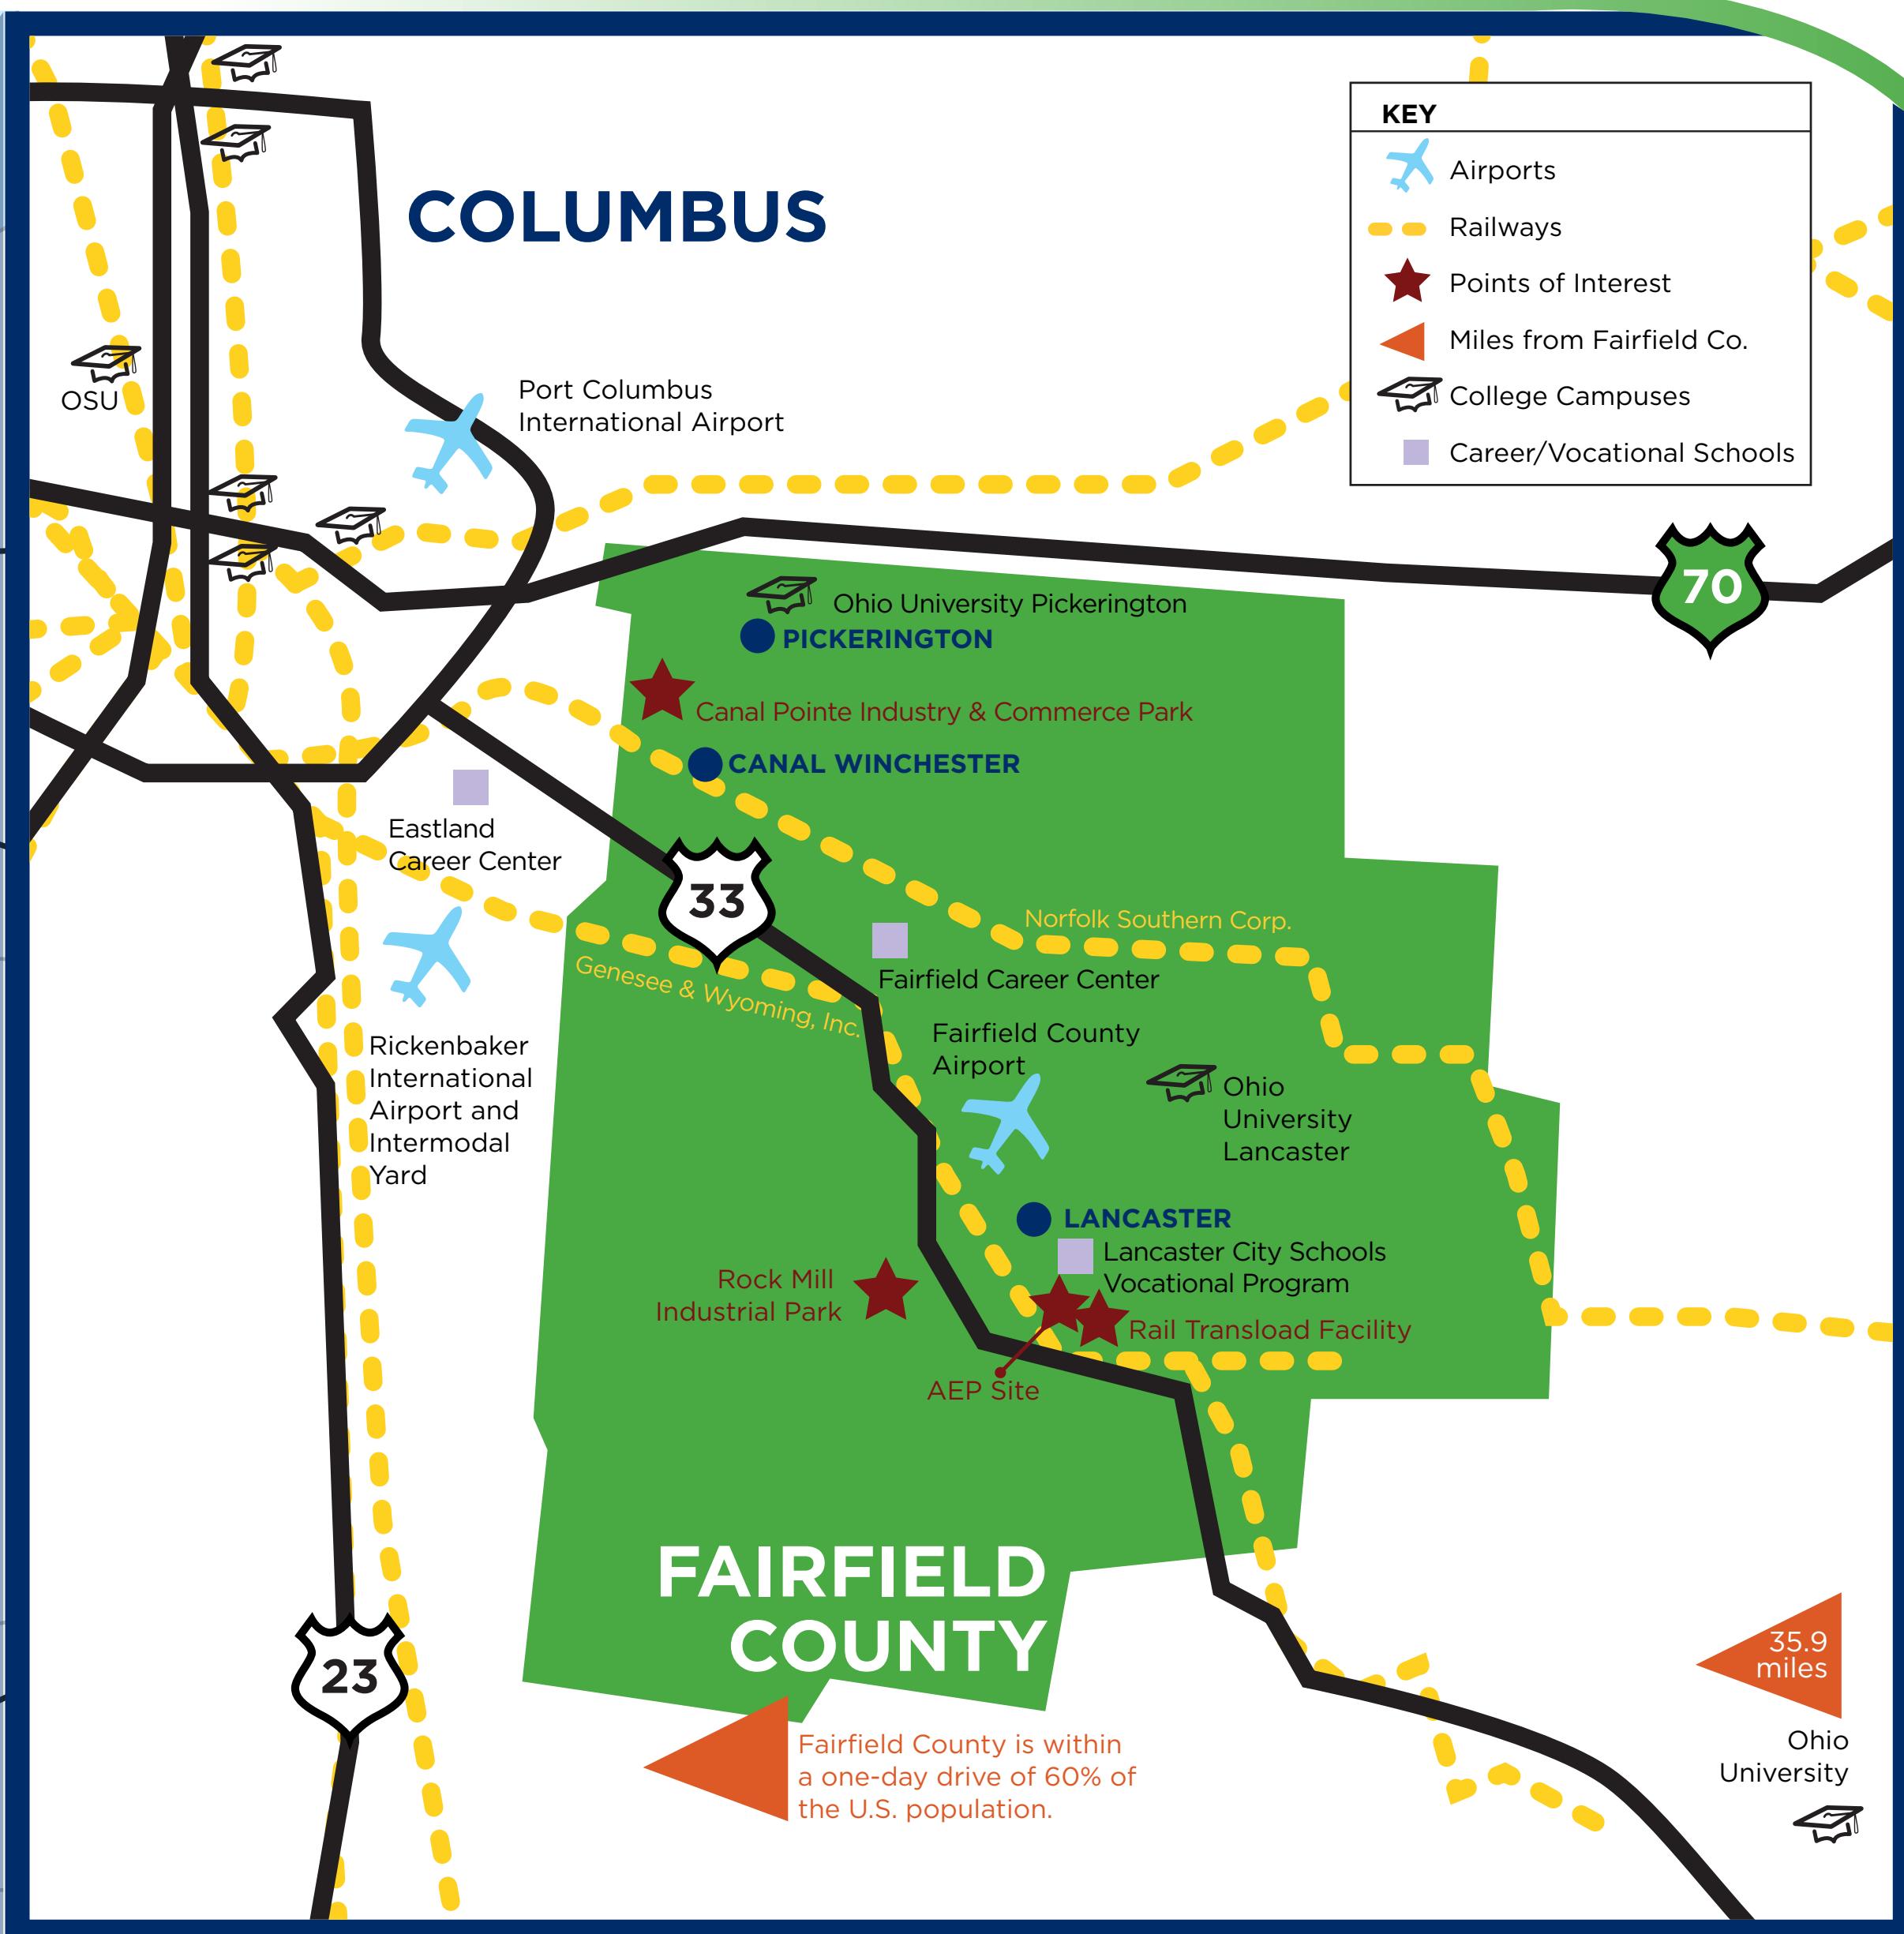 KEY
Airports
Railways
Points of Interest
Miles from Fairfield Co.
College Campuses
Career/Vocational Schools
COLUMBUS
OSU
Port Columbus
International Airport
70
Ohio University Pickerington
PICKERINGTON
Canal Pointe Industry & Commerce Park
CANAL WINCHESTER
Eastland
Career Center
33
Norfolk Southern Corp.
Genesee & Wyoming, Inc.
Fairfield Career Center
Fairfield County
Airport
Rickenbaker
International
Airport and
Intermodal
Yard
Ohio
University
Lancaster
LANCASTER
Lancaster City Schools
Vocational Program
Rock Mill
Industrial Park
Rail Transload Facility
AEP Site
FAIRFIELD
COUNTY
23
35.9
miles
Ohio
University
Fairfield County is within
a one-day drive of 60% of
the U.S. population.